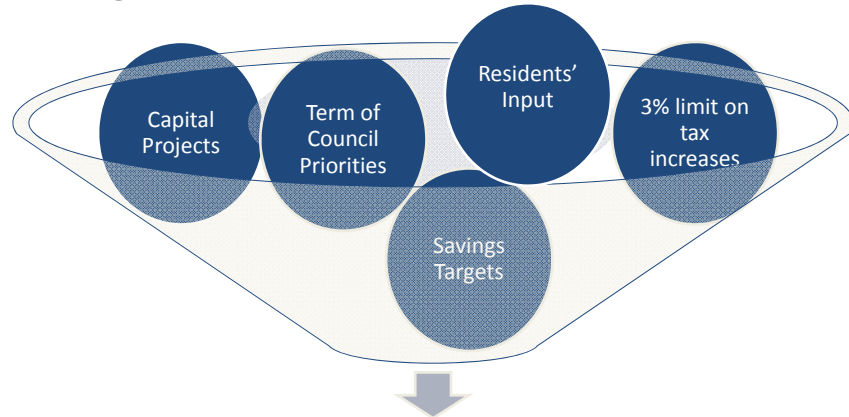 Capital
Projects
Term of
Council
Priorities
Residents'
Input
3% limit on
tax
increases
Savings
Targets